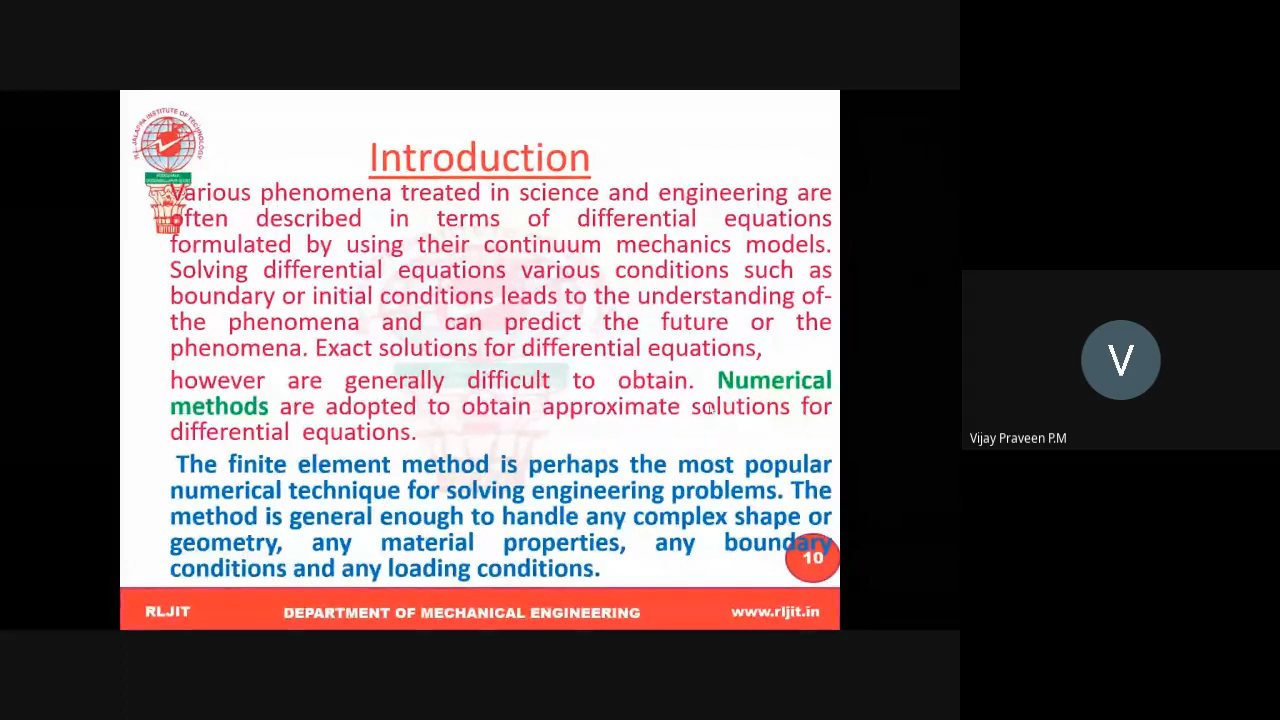 R.L. JALAPPA INSTITUTE OF TECHNOLOGY
Introduction
Various phenomena treated in science and engineering are
often described in terms of differential equations
formulated by using their continuum mechanics models.
Solving differential equations various conditions such as
boundary or initial conditions leads to the understanding of-
the phenomena and can predict the future or the
phenomena. Exact solutions for differential equations,
however are generally difficult to obtain. Numerical
methods are adopted to obtain approximate solutions for
differential equations.
The finite element method is perhaps the most popular
numerical technique for solving engineering problems. The
method is general enough to handle any complex shape or
geometry, any material properties, any boundary
conditions and any loading conditions.
10
RLJIT DEPARTMENT OF MECHANICAL ENGINEERING www.rljit.in
V
Vijay Praveen P.M